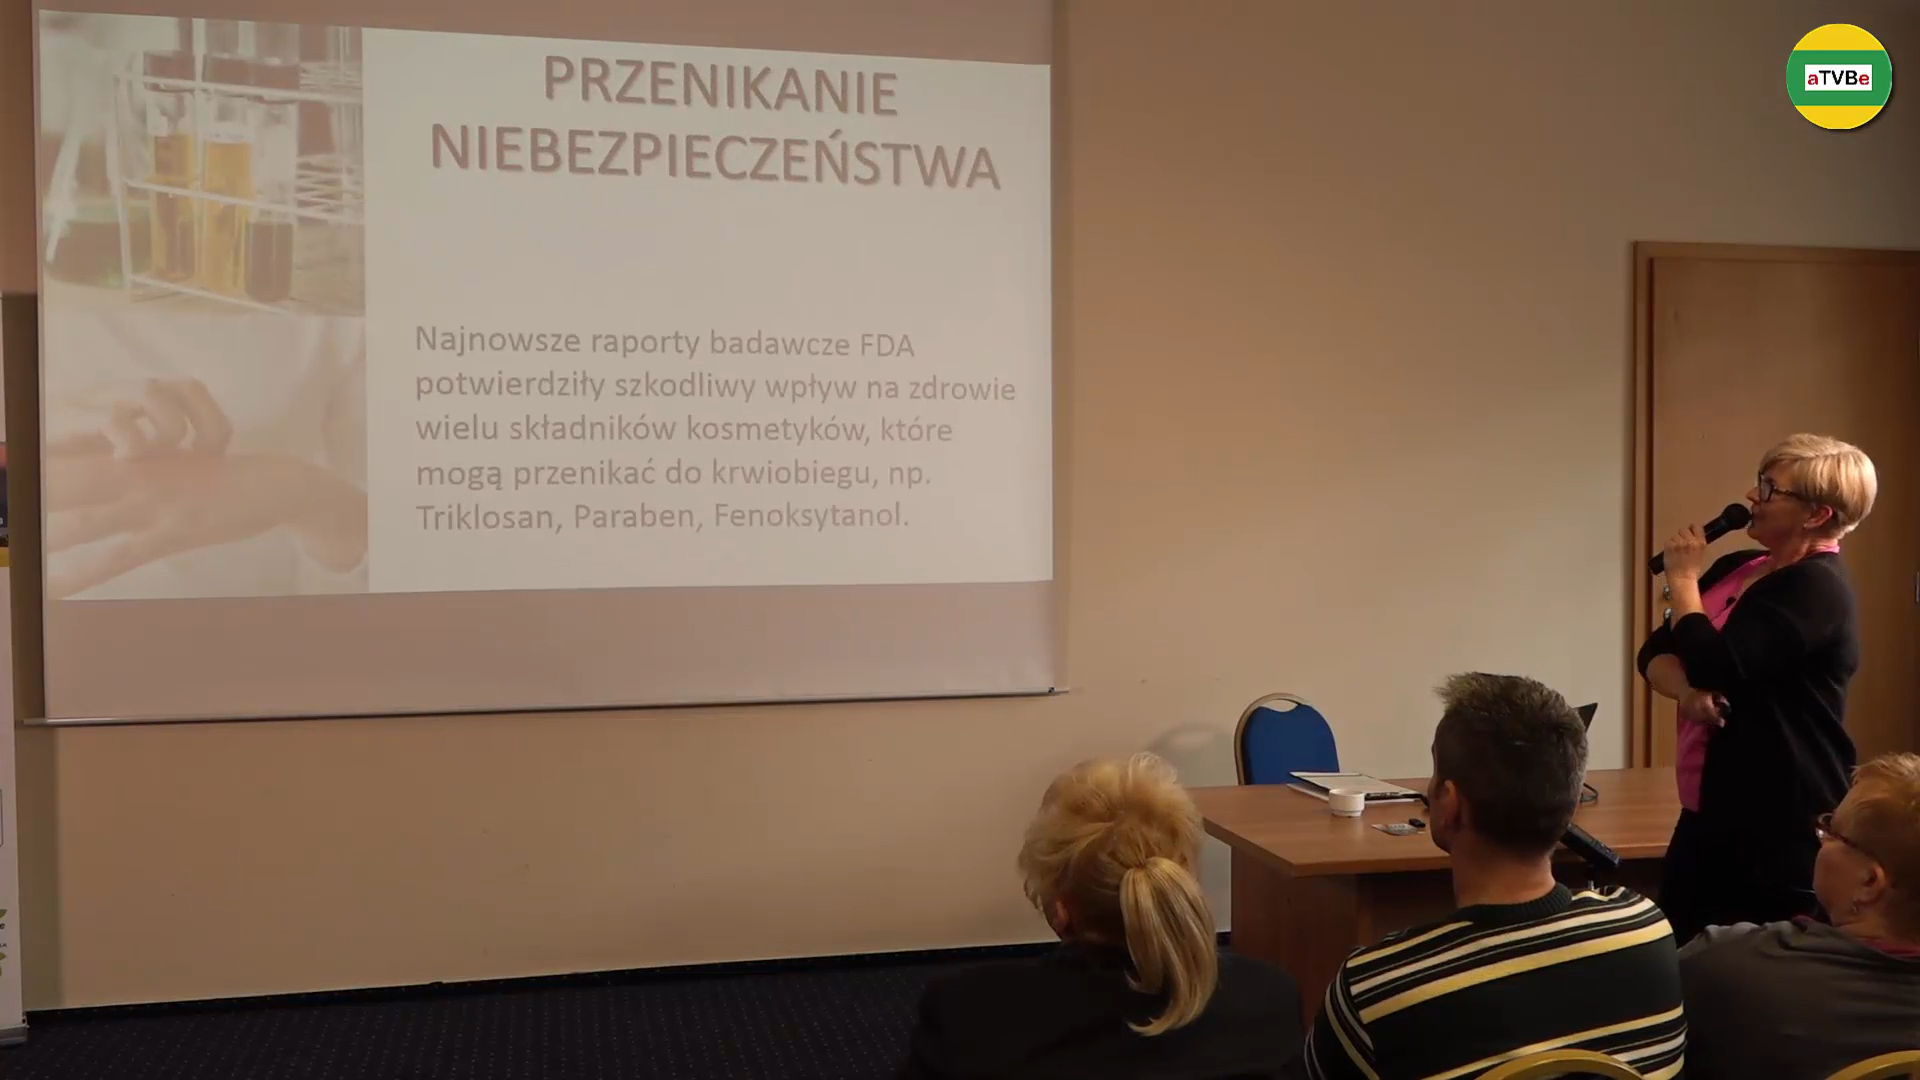 PRZENIKANIE
NIEBEZPIECZEŃSTWA
Najnowsze raporty badawcze FDA
potwierdziły szkodliwy wpływ na zdrowie
wielu składników kosmetyków, które
mogą przenikać do krwiobiegu, np.
Triklosan, Paraben, Fenoksytanol.
aTVBe